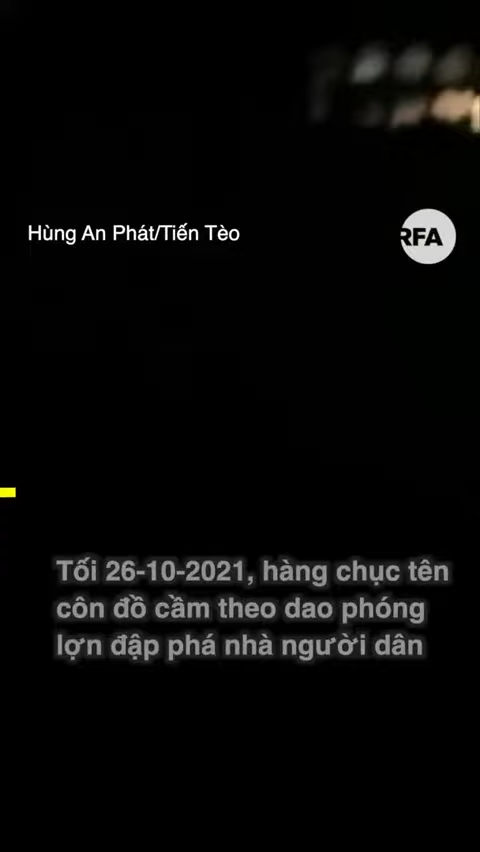 Hùng An Phát/Tiến Tèo
RFA
Tối 26-10-2021, hàng chục tên
côn đồ cầm theo dao phóng
lợn đập phá nhà người dân